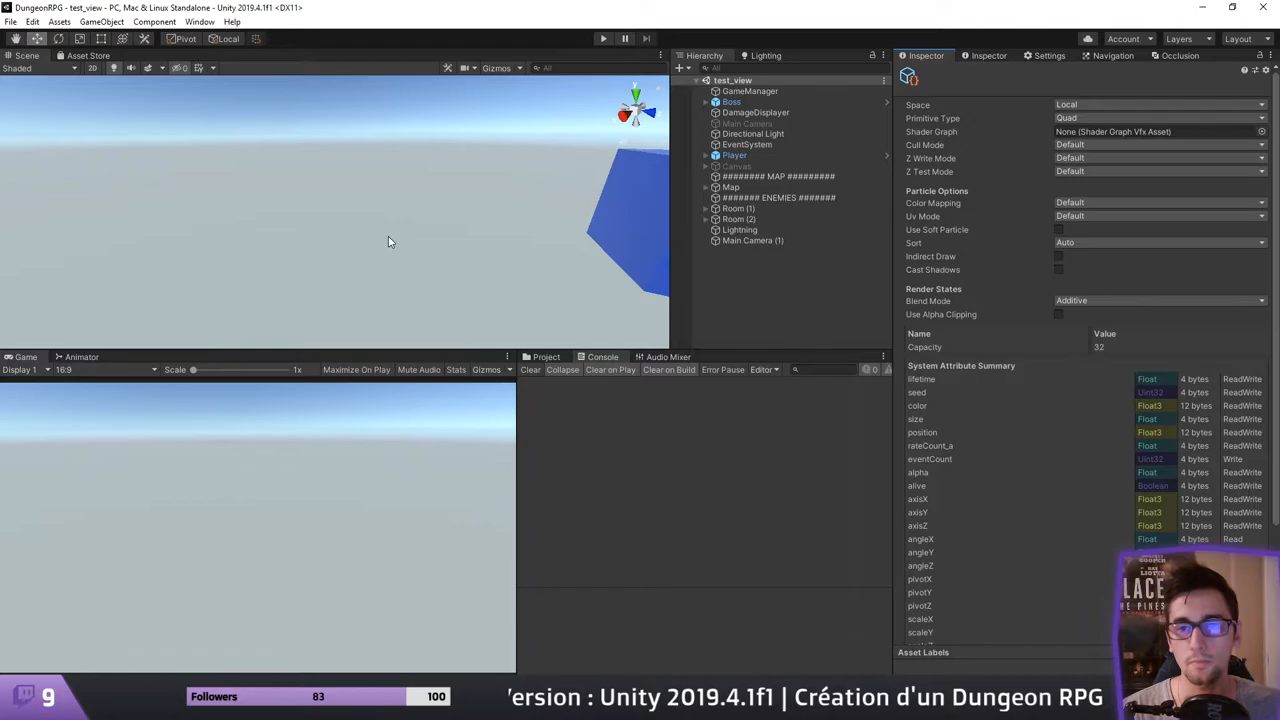 DungeonRPG - test_view - PC, Mac & Linux Standalone - Unity 2019.4.1f1 <DX11>
File Edit Assets GameObject Component Window Help
Pivot Local Account Layers Layout
Scene Asset Store
Shaded 2D 0 Gizmos All
y
Hierarchy Lighting
All
test_view
GameManager
Boss
DamageDisplayer
Main Camera
Directional Light
EventSystem
Player
Canvas
######## MAP #########
Map
####### ENEMIES #######
Room (1)
Room (2)
Lightning
Main Camera (1)
Inspector Inspector Settings Navigation Occlusion
Space Local
Primitive Type Quad
Shader Graph None (Shader Graph Vfx Asset)
Cull Mode Default
Z Write Mode Default
Z Test Mode Default
Particle Options
Color Mapping Default
Uv Mode Default
Use Soft Particle
Sort Auto
Indirect Draw
Cast Shadows
Render States
Blend Mode Additive
Use Alpha Clipping
Name Value
Capacity 32
System Attribute Summary
lifetime Float 4 bytes ReadWrite
seed Uint32 4 bytes ReadWrite
color Float3 12 bytes ReadWrite
size Float 4 bytes ReadWrite
position Float3 12 bytes ReadWrite
rateCount_a Float 4 bytes ReadWrite
eventCount Uint32 4 bytes Write
alpha Float 4 bytes ReadWrite
alive Boolean 4 bytes ReadWrite
axisX Float3 12 bytes ReadWrite
axisY Float3 12 bytes ReadWrite
axisZ Float3 12 bytes ReadWrite
angleX Float 4 bytes Read
angleY
angleZ
pivotX
pivotY
pivotZ
scaleX
scaleY
Asset Labels
Game Animator
Display 1 16:9 Scale 1x Maximize On Play Mute Audio Stats Gizmos
Project Console Audio Mixer
Clear Collapse Clear on Play Clear on Build Error Pause Editor 0
COOPER
RAY
LIOTTA
PLACE
THE PINES
9
Followers 83 100
Version : Unity 2019.4.1f1 | Création d'un Dungeon RPG